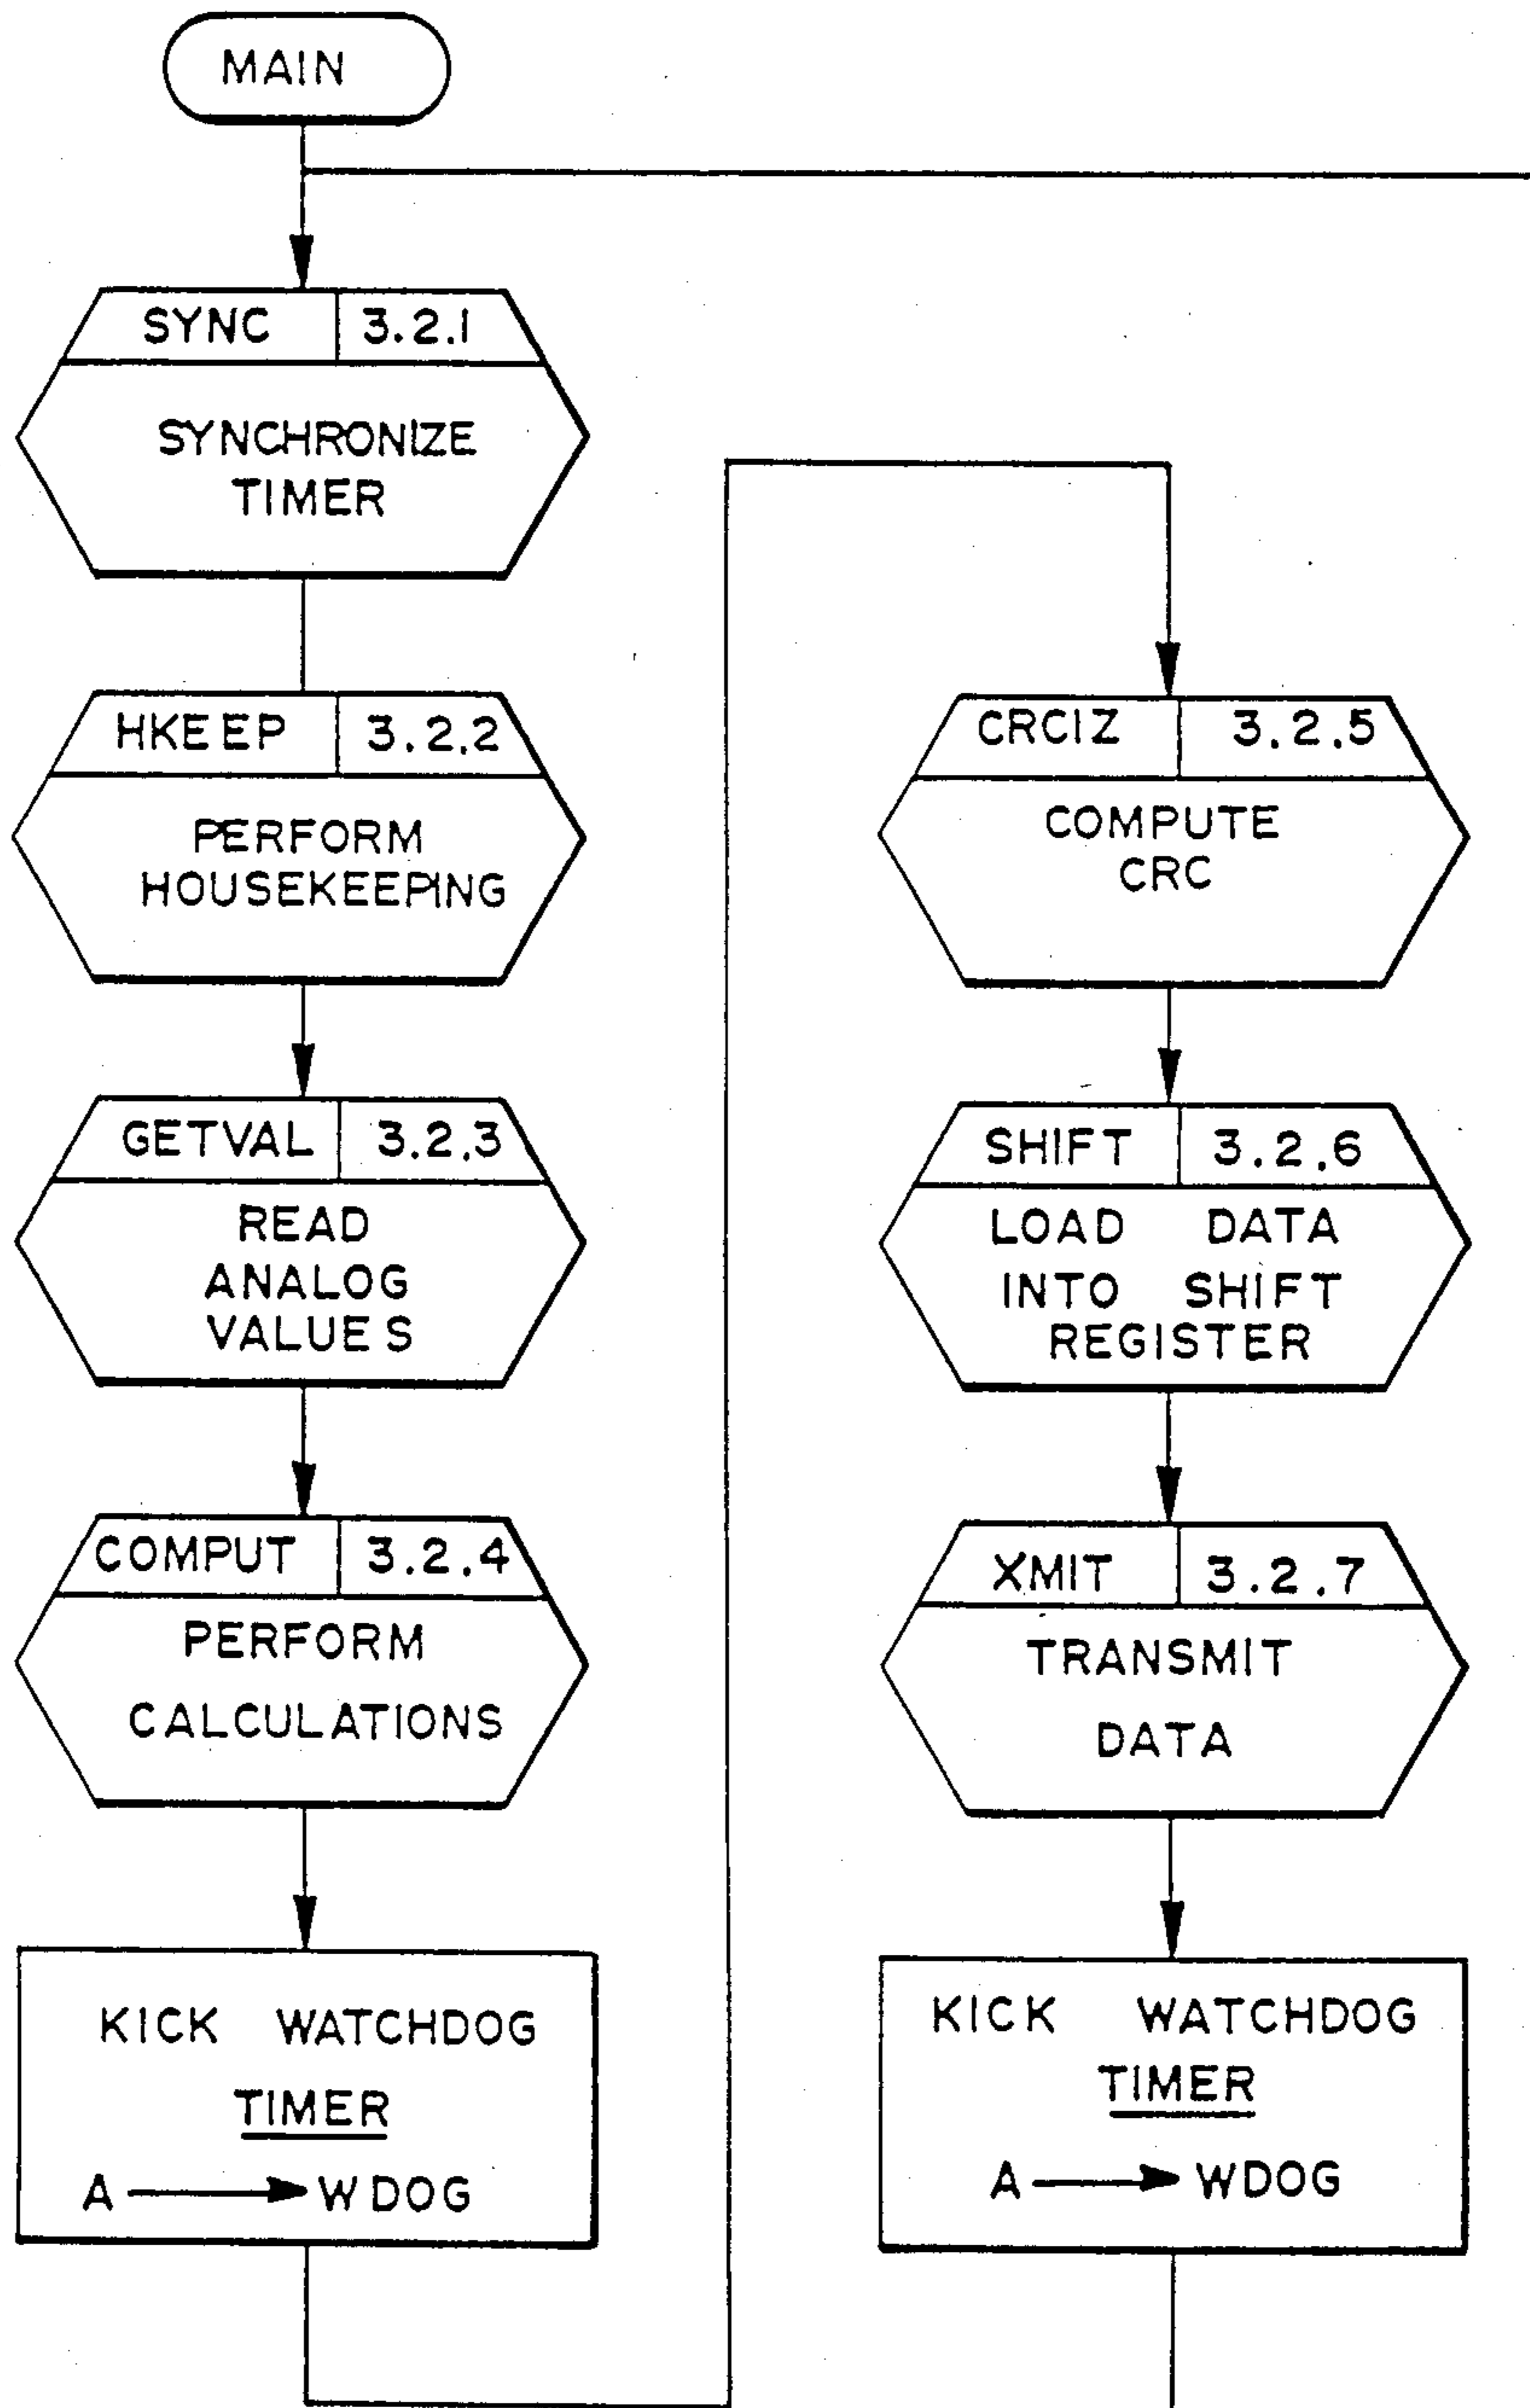 MAIN
SYNC 3.2.1
SYNCHRONIZE
TIMER
HKEEP 3.2.2
PERFORM
HOUSEKEEPING
GETVAL 3.2.3
READ
ANALOG
VALUES
COMPUT 3.2.4
PERFORM
CALCULATIONS
KICK WATCHDOG
TIMER
A → WDOG
CRCIZ 3.2.5
COMPUTE
CRC
SHIFT 3.2.6
LOAD DATA
INTO SHIFT
REGISTER
XMIT 3.2.7
TRANSMIT
DATA
KICK WATCHDOG
TIMER
A → WDOG